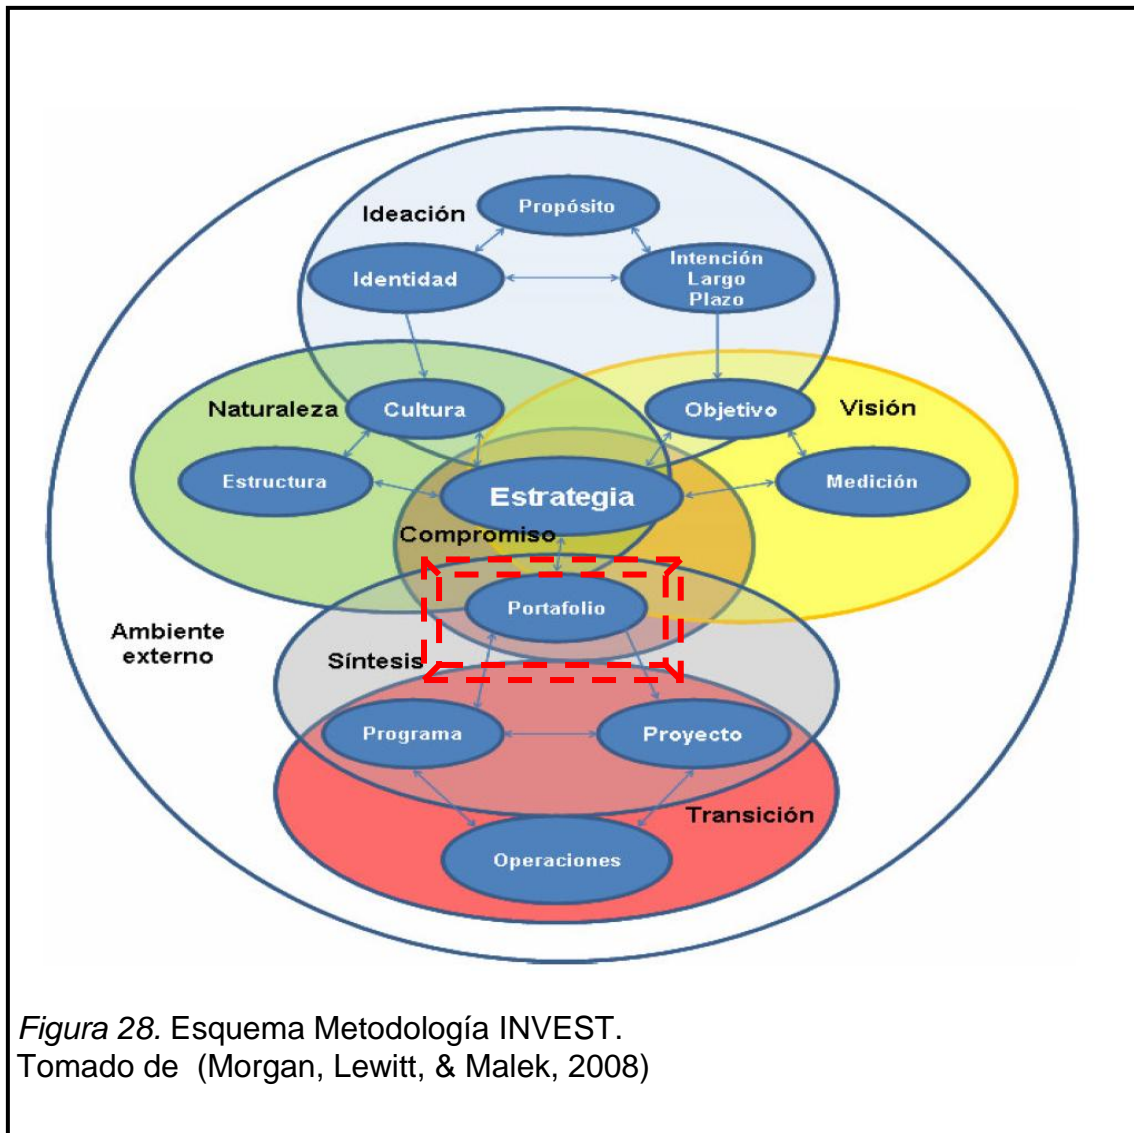 Propósito
Ideación
Identidad
Intención
Largo
Plazo
Naturaleza
Cultura
Objetivo
Visión
Estructura
Estrategia
Medición
Compromiso
Portafolio
Ambiente
externo
Síntesis
Programa
Proyecto
Transición
Operaciones
Figura 28. Esquema Metodología INVEST.
Tomado de (Morgan, Lewitt, & Malek, 2008)